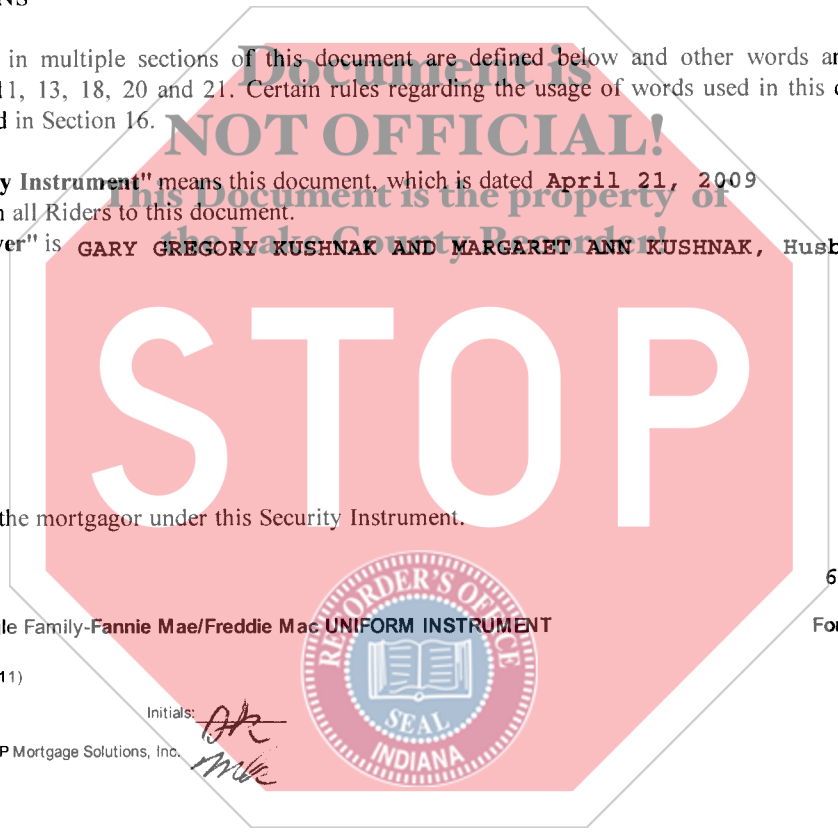 NS
in multiple sections of this document are defined below and other words ar
11, 13, 18, 20 and 21. Certain rules regarding the usage of words used in this
d in Section 16.
Document is
NOT OFFICIAL!
This Document is the property of
the Lake County Recorder!
y Instrument" means this document, which is dated April 21, 2009
all Riders to this document.
er" is GARY GREGORY KUSHNAK AND MARGARET ANN KUSHNAK, Husb
STOP
the mortgagor under this Security Instrument.
6
le Family-Fannie Mae/Freddie Mac UNIFORM INSTRUMENT
Fo
11)
Initials:
P Mortgage Solutions, Inc.
RECORDER'S OFFICE
SEAL
INDIANA